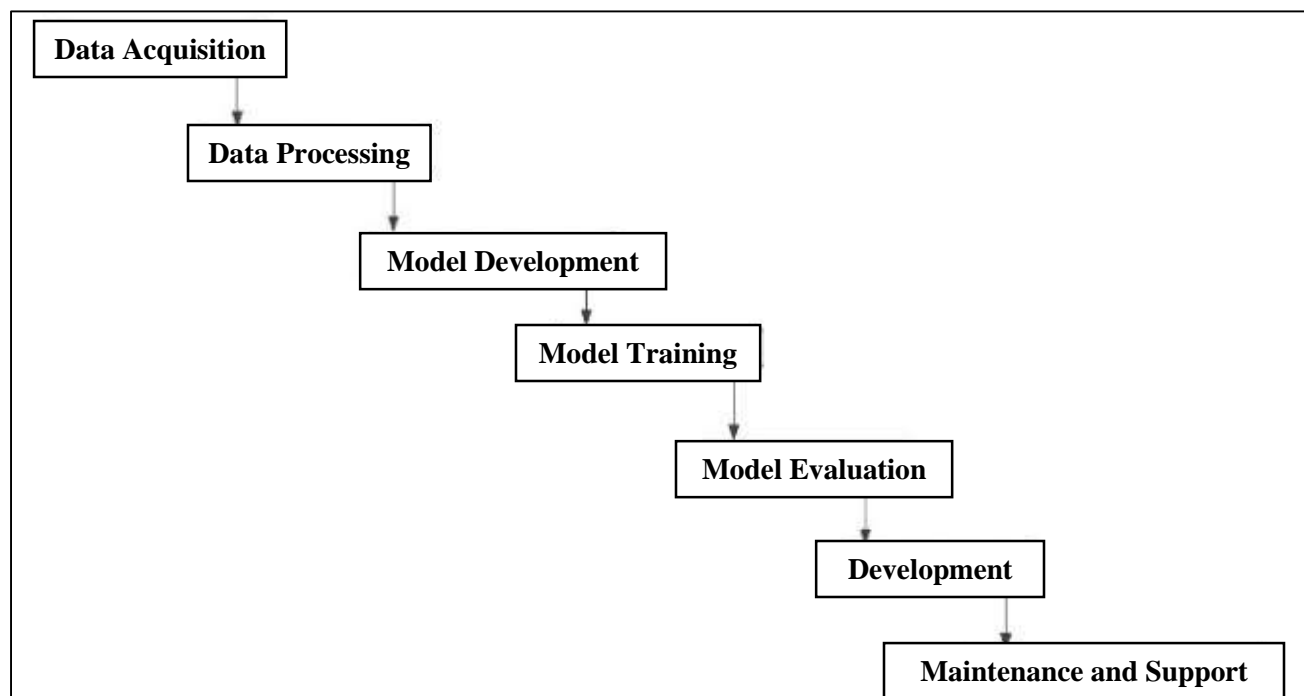 Data Acquisition
Data Processing
Model Development
Model Training
Model Evaluation
Development
Maintenance and Support